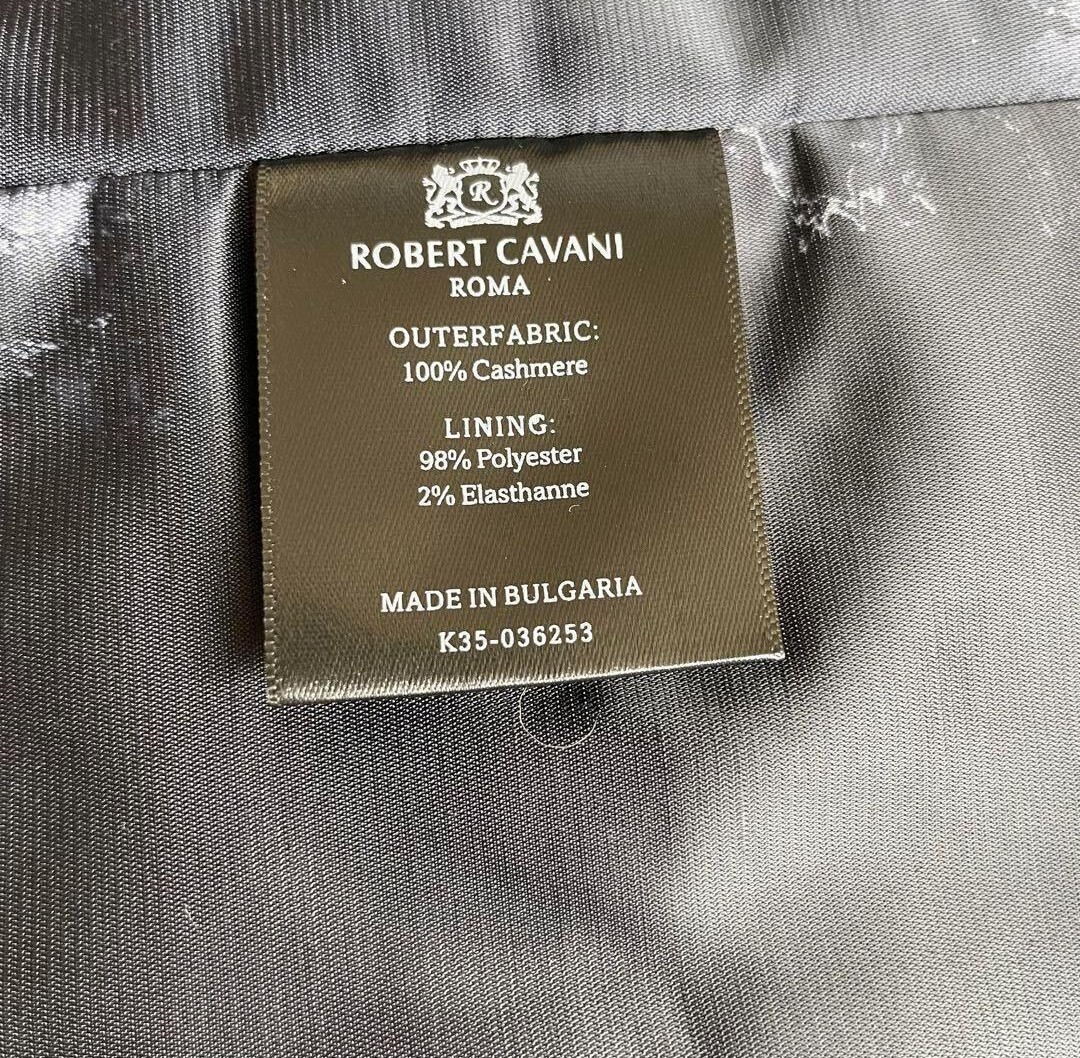 R
ROBERT CAVANI
ROMA
OUTERFABRIC:
100% Cashmere
LINING:
98% Polyester
2% Elasthanne
MADE IN BULGARIA
K35-036253